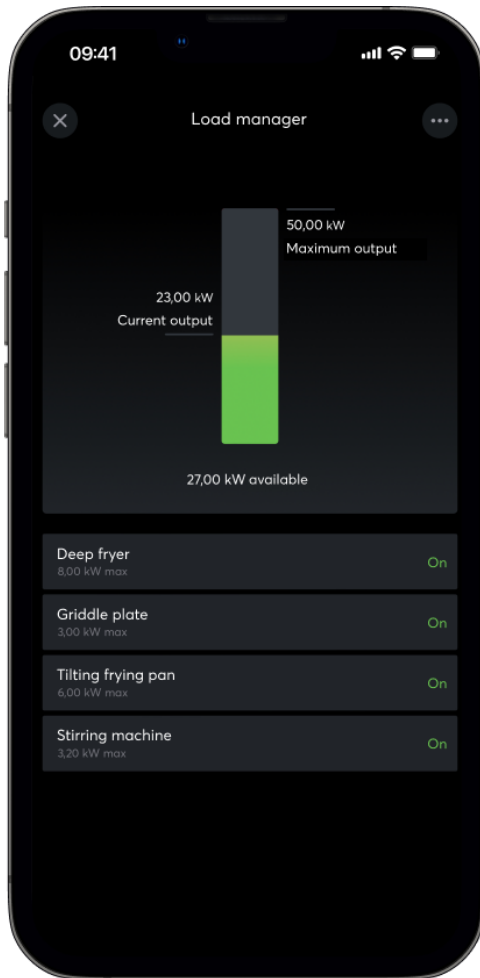 09:41
Load manager
50,00 kW
Maximum output
23,00 kW
Current output
27,00 kW available
Deep fryer
8,00 kW max
On
Griddle plate
3,00 kW max
On
Tilting frying pan
6,00 kW max
On
Stirring machine
3,20 kW max
On